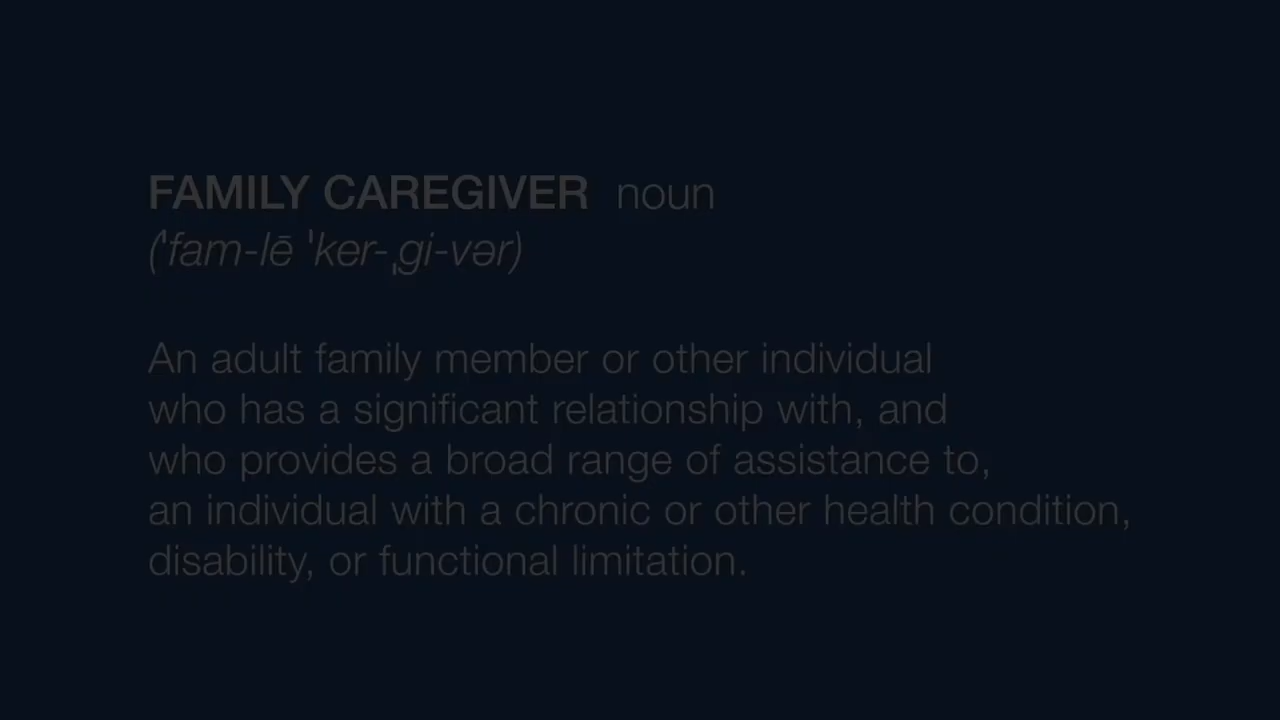 FAMILY CAREGIVER noun
(ˈfam-lē ˈker-ˌgi-vər)
An adult family member or other individual
who has a significant relationship with, and
who provides a broad range of assistance to,
an individual with a chronic or other health condition,
disability, or functional limitation.